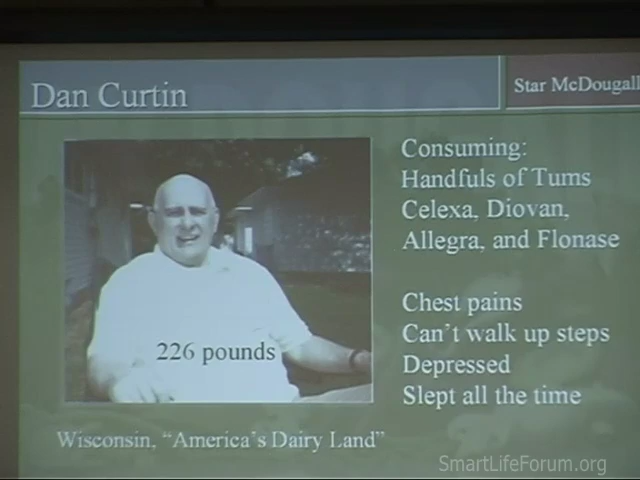 Dan Curtin
Star McDougall
Consuming:
Handfuls of Tums
Celexa, Diovan,
Allegra, and Flonase
Chest pains
Can't walk up steps
Depressed
Slept all the time
226 pounds
Wisconsin, "America's Dairy Land"
SmartLifeForum.org